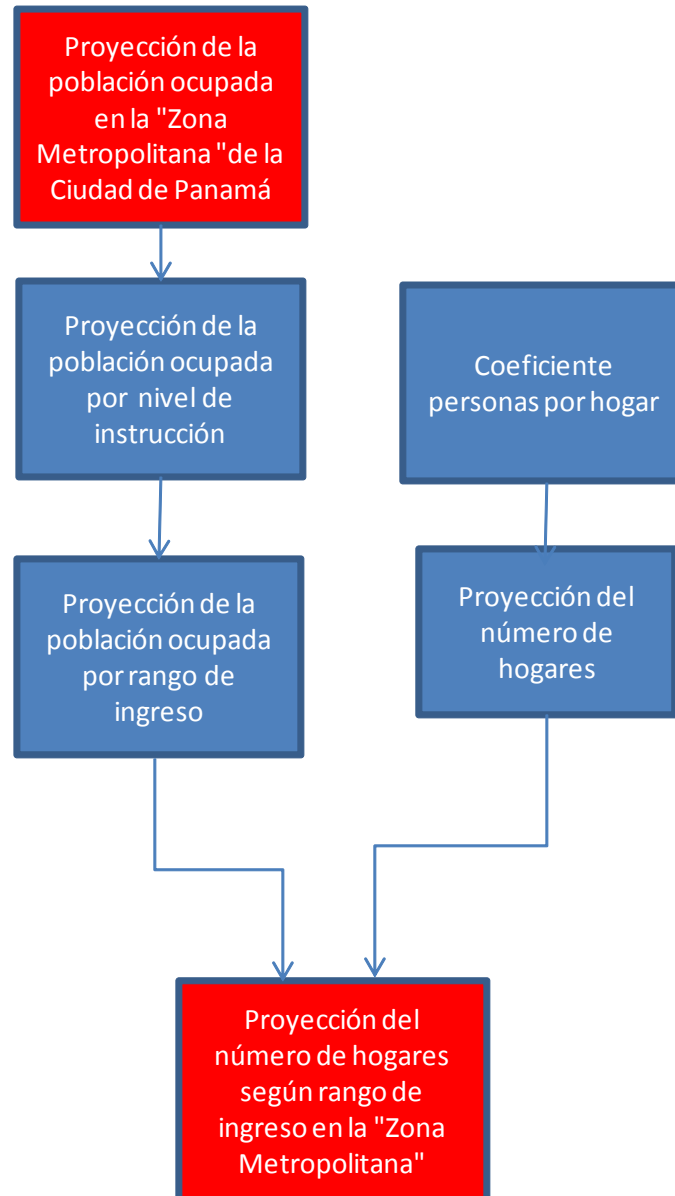 Proyección de la
población ocupada
en la "Zona
Metropolitana "de la
Ciudad de Panamá
Proyección de la
población ocupada
por nivel de
instrucción
Coeficiente
personas por hogar
Proyección de la
población ocupada
por rango de
ingreso
Proyección del
número de
hogares
Proyección del
número de hogares
según rango de
ingreso en la "Zona
Metropolitana"